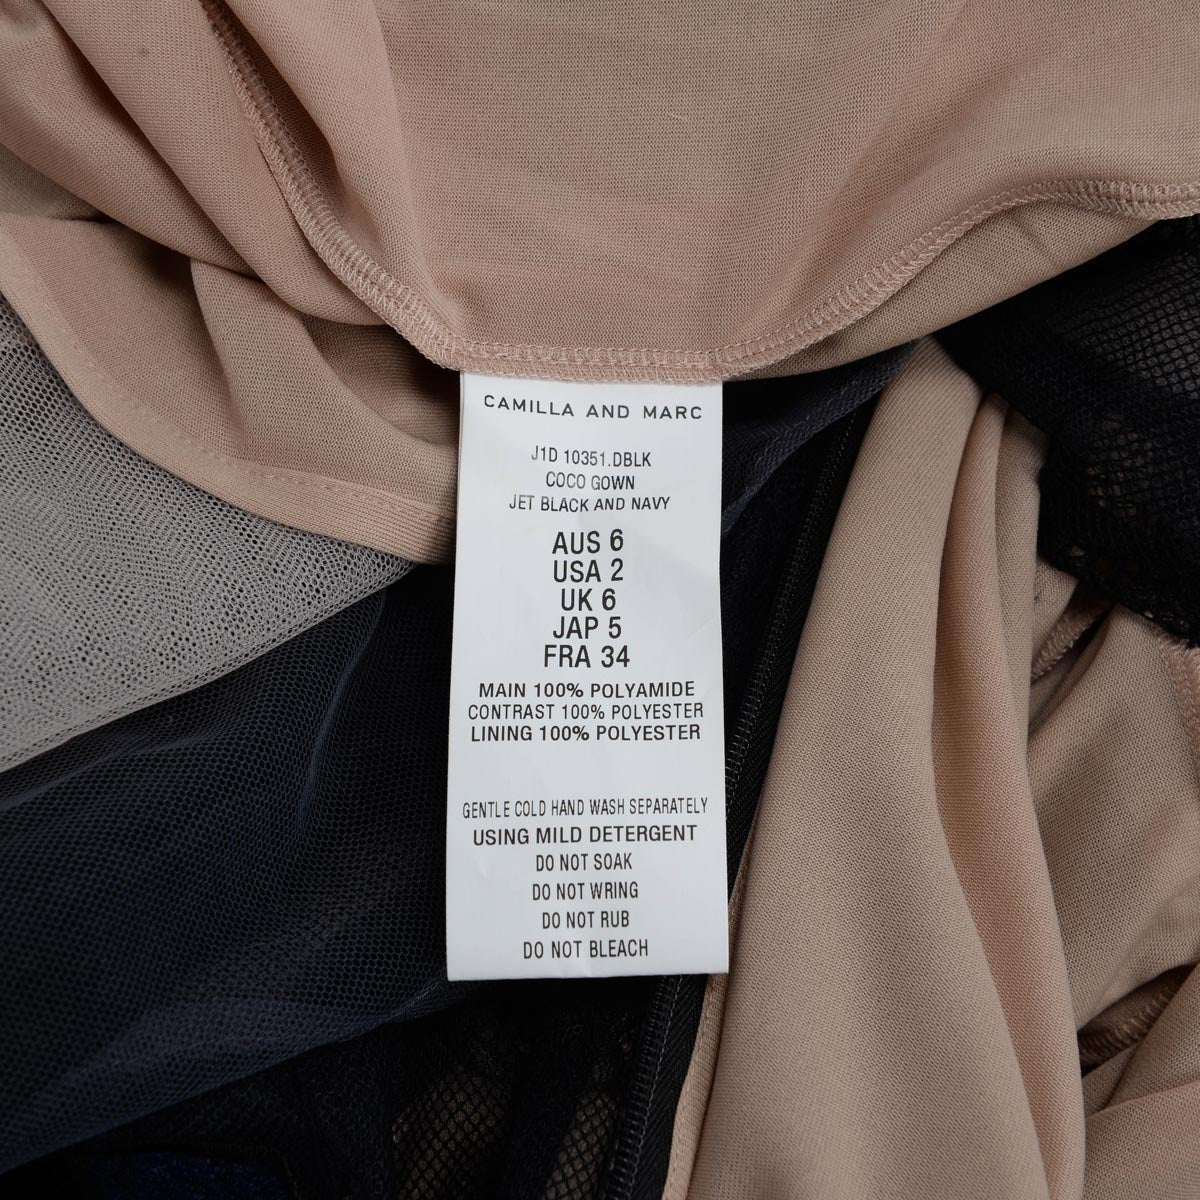 CAMILLA AND MARC
J1D 10351.DBLK
COCO GOWN
JET BLACK AND NAVY
AUS 6
USA 2
UK 6
JAP 5
FRA 34
MAIN 100% POLYAMIDE
CONTRAST 100% POLYESTER
LINING 100% POLYESTER
GENTLE COLD HAND WASH SEPARATELY
USING MILD DETERGENT
DO NOT SOAK
DO NOT WRING
DO NOT RUB
DO NOT BLEACH